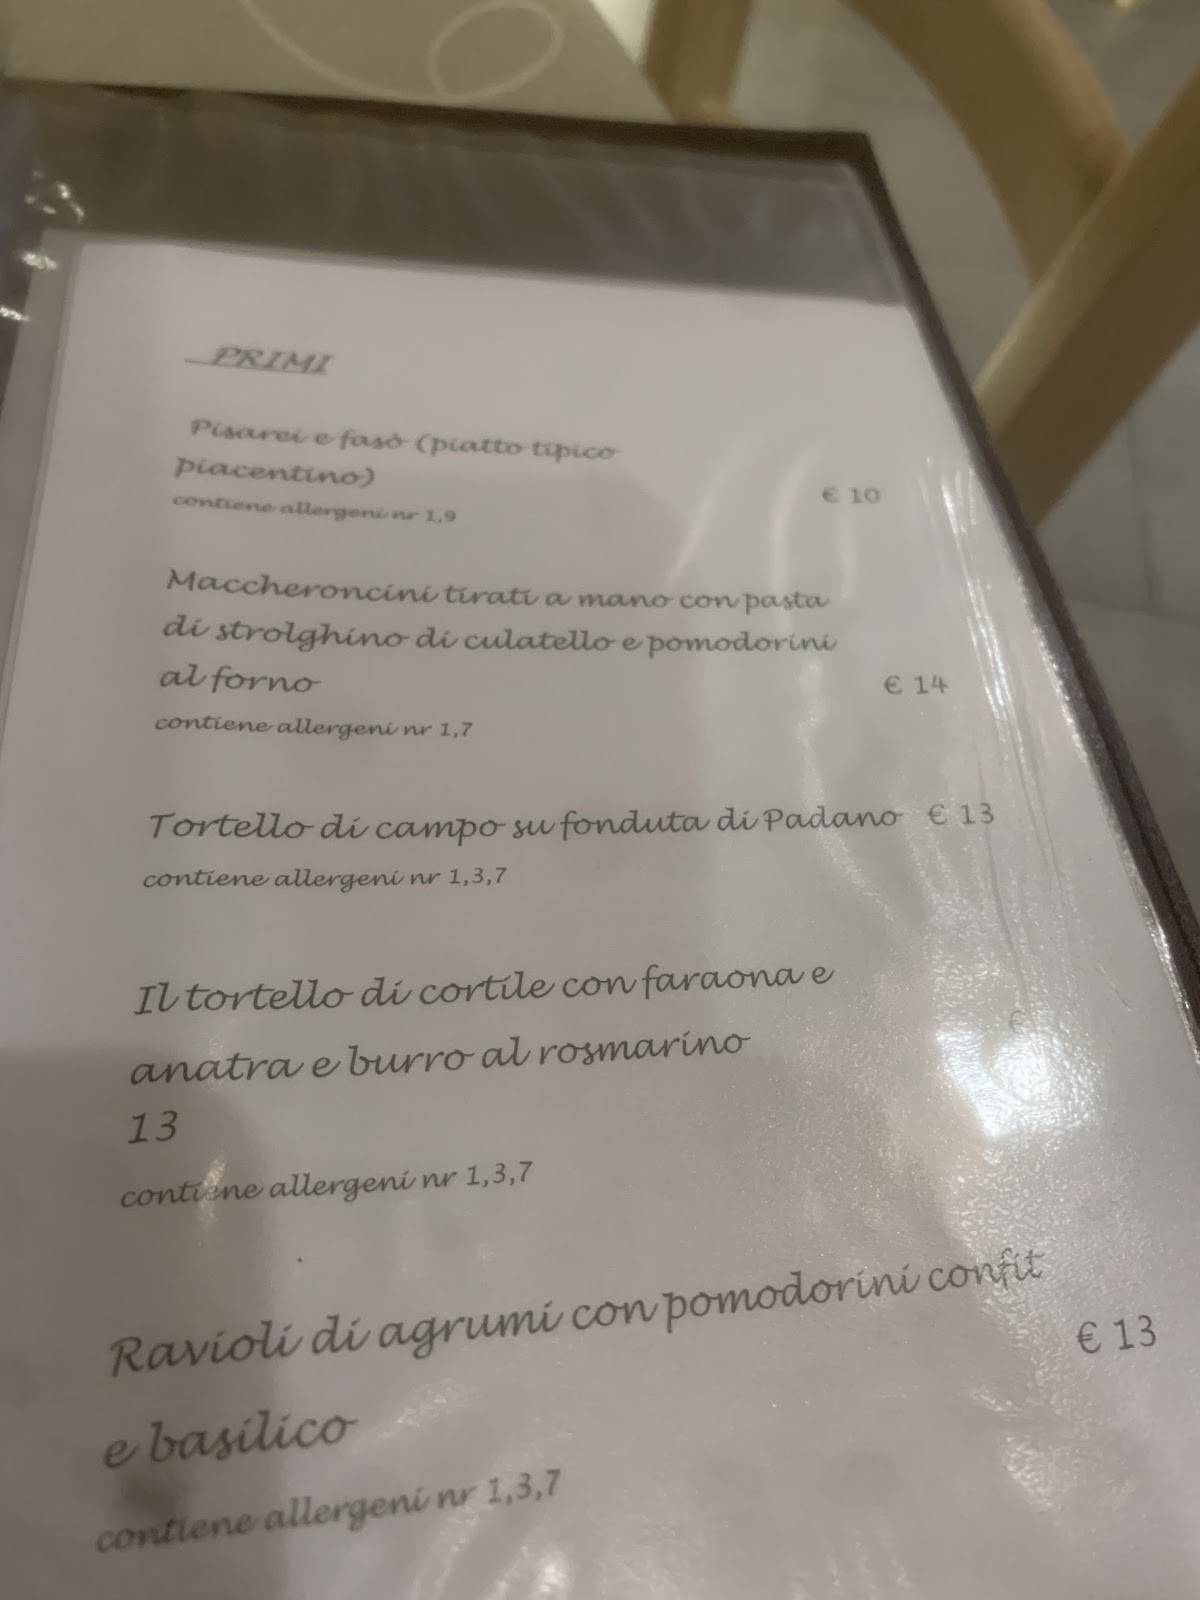 PRIMI
Pisarei e fasò (piatto tipico
piacentino)
€ 10
contiene allergeni nr 1,9
Maccheroncini tirati a mano con pasta
di strolghino di culatello e pomodorini
al forno € 14
contiene allergeni nr 1,7
Tortello di campo su fonduta di Padano € 13
contiene allergeni nr 1,3,7
Il tortello di cortile con faraona e
anatra e burro al rosmarino €
13
contiene allergeni nr 1,3,7
Ravioli di agrumi con pomodorini confit
e basilico € 13
contiene allergeni nr 1,3,7